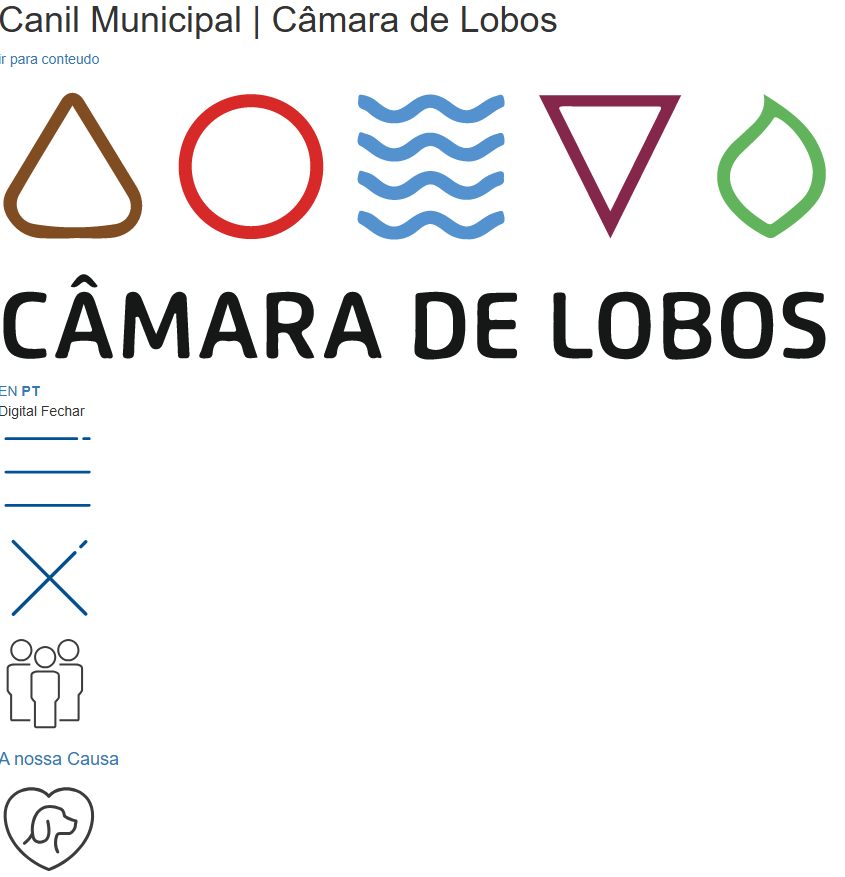 Canil Municipal | Câmara de Lobos
ir para conteudo
CÂMARA DE LOBOS
EN PT
Digital Fechar
A nossa Causa